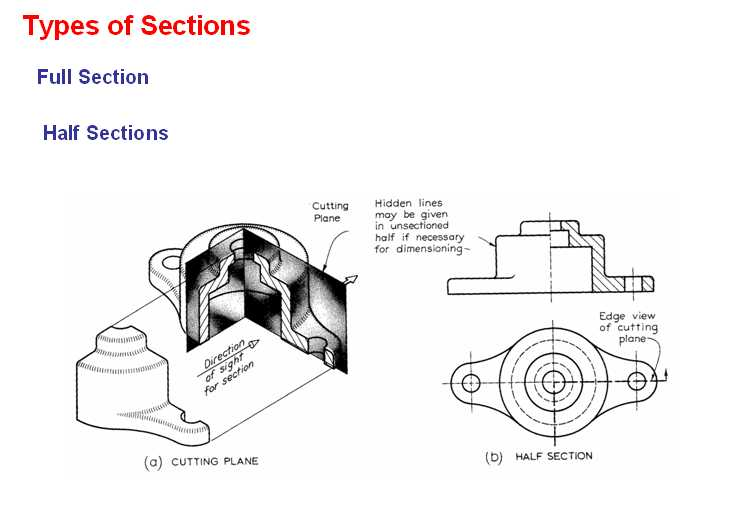 Types of Sections
Full Section
Half Sections
Cutting
Plane
Hidden lines
may be given
in unsectioned
half if necessary
for dimensioning
Direction
of sight
for section
Edge view
of cutting
plane
(a) CUTTING PLANE
(b) HALF SECTION